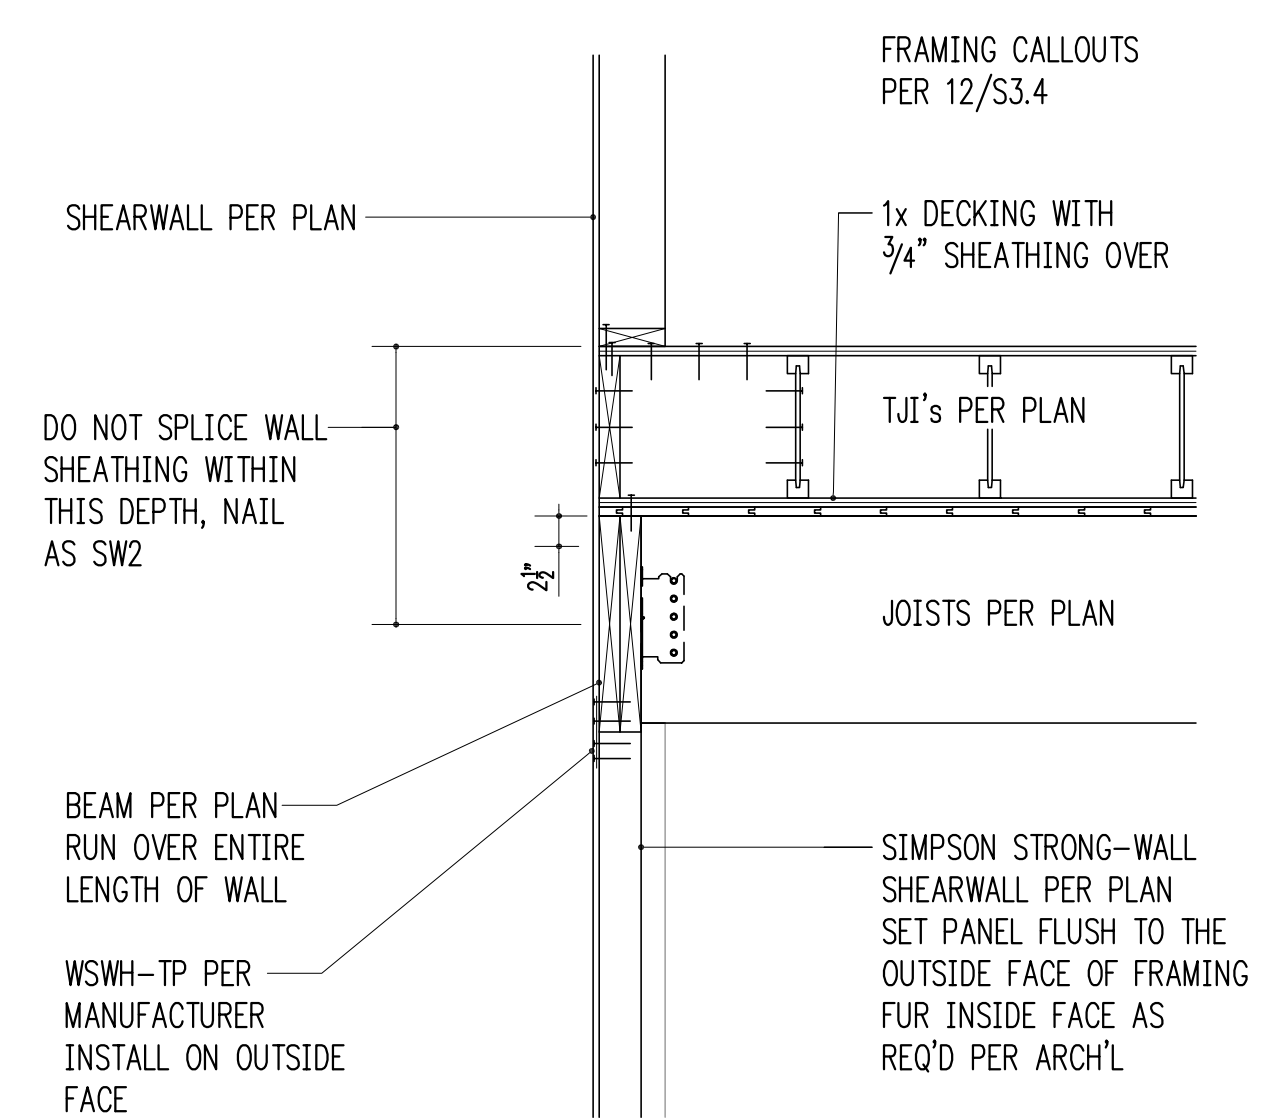 FRAMING CALLOUTS
PER 12/S3.4
SHEARWALL PER PLAN
1x DECKING WITH
3/4" SHEATHING OVER
DO NOT SPLICE WALL
SHEATHING WITHIN
THIS DEPTH, NAIL
AS SW2
TJI's PER PLAN
2 1/2"
JOISTS PER PLAN
BEAM PER PLAN
RUN OVER ENTIRE
LENGTH OF WALL
WSWH-TP PER
MANUFACTURER
INSTALL ON OUTSIDE
FACE
SIMPSON STRONG-WALL
SHEARWALL PER PLAN
SET PANEL FLUSH TO THE
OUTSIDE FACE OF FRAMING
FUR INSIDE FACE AS
REQ'D PER ARCH'L